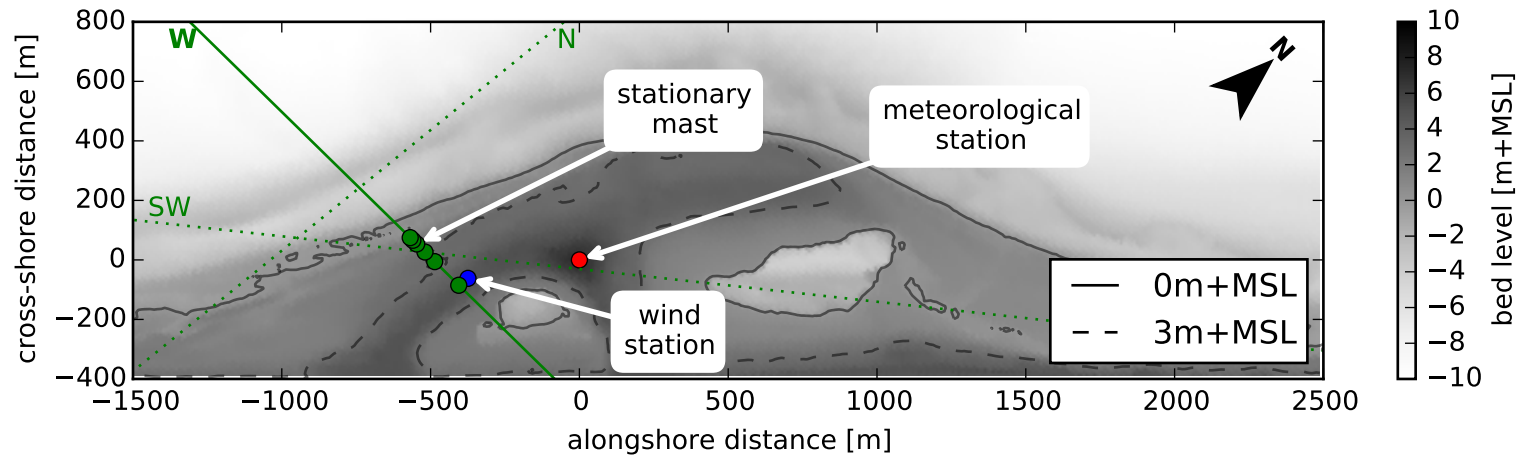 800
600
400
200
0
−200
−400
cross-shore distance [m]
−1500
−1000
−500
0
500
1000
1500
2000
2500
alongshore distance [m]
W
N
SW
stationary
mast
meteorological
station
wind
station
N
0m+MSL
3m+MSL
10
8
6
4
2
0
−2
−4
−6
−8
−10
bed level [m+MSL]